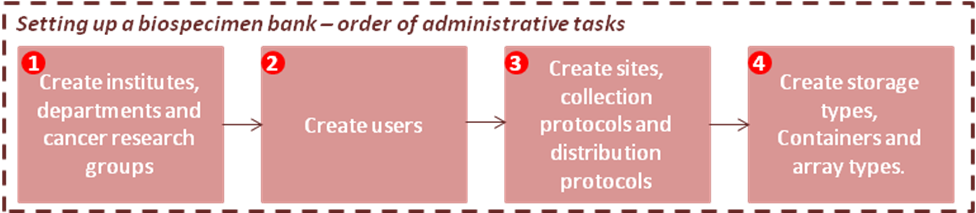 Setting up a biospecimen bank – order of administrative tasks
1
Create institutes,
departments and
cancer research
groups
2
Create users
3
Create sites,
collection
protocols and
distribution
protocols
4
Create storage
types,
Containers and
array types.